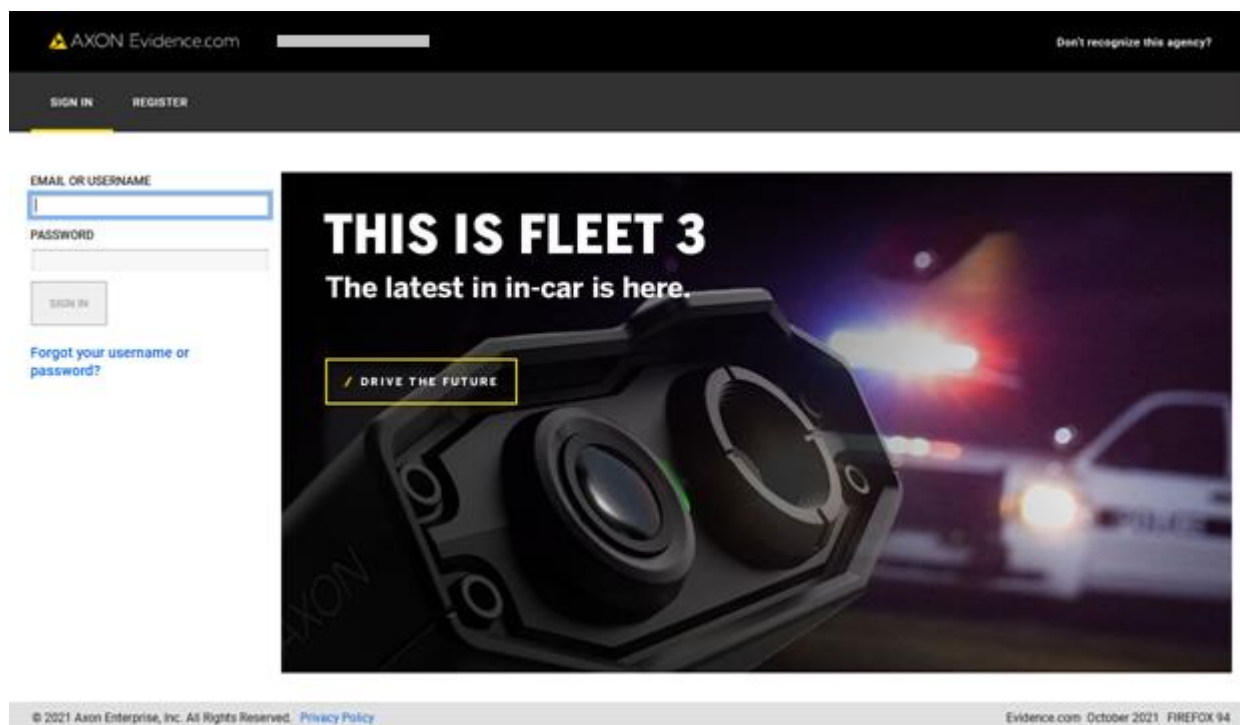 AXON Evidence.com
Don't recognize this agency?
SIGN IN REGISTER
EMAIL OR USERNAME
PASSWORD
SIGN IN
Forgot your username or
password?
THIS IS FLEET 3
The latest in in-car is here.
/ DRIVE THE FUTURE
AXON
POLICE
© 2021 Axon Enterprise, Inc. All Rights Reserved. Privacy Policy
Evidence.com October 2021 FIREFOX 94